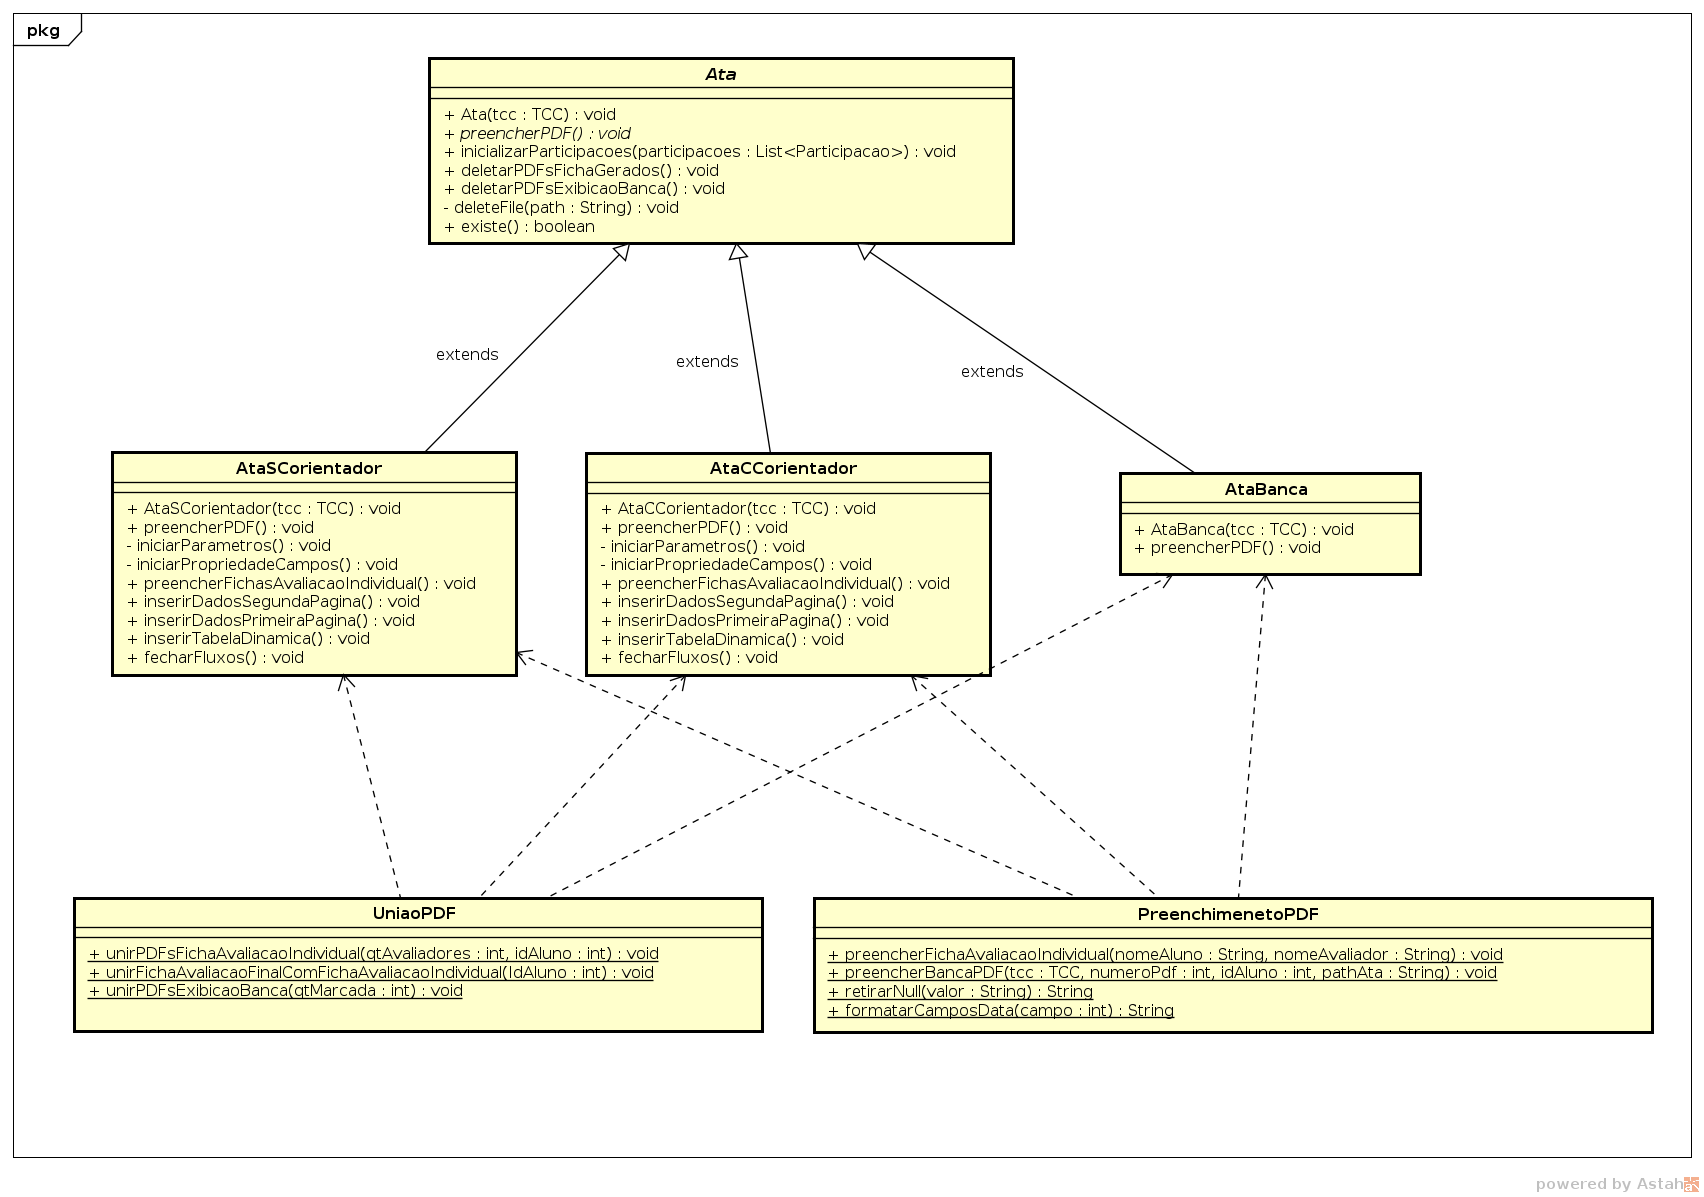 pkg
Ata
+ Ata(tcc : TCC) : void
+ preencherPDF() : void
+ inicializarParticipacoes(participacoes : List<Participacao>) : void
+ deletarPDFsFichaGerados() : void
+ deletarPDFsExibicaoBanca() : void
- deleteFile(path : String) : void
+ existe() : boolean
extends
extends
extends
AtaSCorientador
+ AtaSCorientador(tcc : TCC) : void
+ preencherPDF() : void
- iniciarParametros() : void
- iniciarPropriedadeCampos() : void
+ preencherFichasAvaliacaoIndividual() : void
+ inserirDadosSegundaPagina() : void
+ inserirDadosPrimeiraPagina() : void
+ inserirTabelaDinamica() : void
+ fecharFluxos() : void
AtaCCorientador
+ AtaCCorientador(tcc : TCC) : void
+ preencherPDF() : void
- iniciarParametros() : void
- iniciarPropriedadeCampos() : void
+ preencherFichasAvaliacaoIndividual() : void
+ inserirDadosSegundaPagina() : void
+ inserirDadosPrimeiraPagina() : void
+ inserirTabelaDinamica() : void
+ fecharFluxos() : void
AtaBanca
+ AtaBanca(tcc : TCC) : void
+ preencherPDF() : void
UniaoPDF
+ unirPDFsFichaAvaliacaoIndividual(qtAvaliadores : int, idAluno : int) : void
+ unirFichaAvaliacaoFinalComFichaAvaliacaoIndividual(IdAluno : int) : void
+ unirPDFsExibicaoBanca(qtMarcada : int) : void
PreenchimenetoPDF
+ preencherFichaAvaliacaoIndividual(nomeAluno : String, nomeAvaliador : String) : void
+ preencherBancaPDF(tcc : TCC, numeroPdf : int, idAluno : int, pathAta : String) : void
+ retirarNull(valor : String) : String
+ formatarCamposData(campo : int) : String
powered by Astah